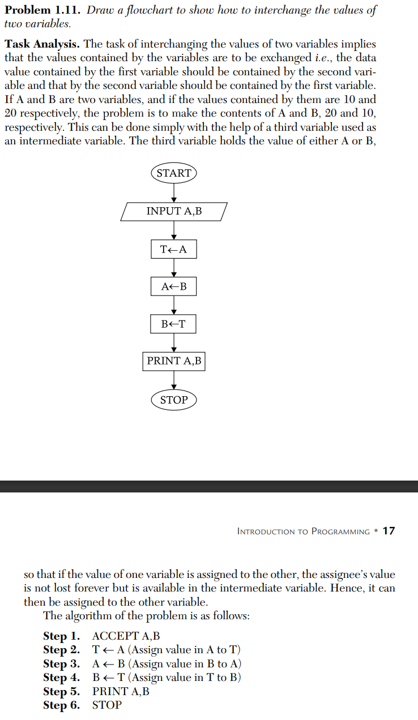 Problem 1.11. Draw a flowchart to show how to interchange the values of
two variables.
Task Analysis. The task of interchanging the values of two variables implies
that the values contained by the variables are to be exchanged i.e., the data
value contained by the first variable should be contained by the second vari-
able and that by the second variable should be contained by the first variable.
If A and B are two variables, and if the values contained by them are 10 and
20 respectively, the problem is to make the contents of A and B, 20 and 10,
respectively. This can be done simply with the help of a third variable used as
an intermediate variable. The third variable holds the value of either A or B,
START
INPUT A,B
T←A
A←B
B←T
PRINT A,B
STOP
INTRODUCTION TO PROGRAMMING • 17
so that if the value of one variable is assigned to the other, the assignee's value
is not lost forever but is available in the intermediate variable. Hence, it can
then be assigned to the other variable.
The algorithm of the problem is as follows:
Step 1. ACCEPT A,B
Step 2. T ← A (Assign value in A to T)
Step 3. A ← B (Assign value in B to A)
Step 4. B ← T (Assign value in T to B)
Step 5. PRINT A,B
Step 6. STOP